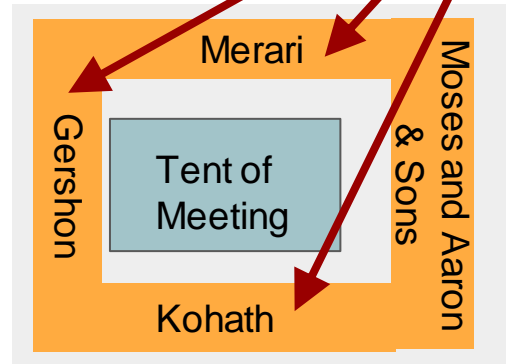 Merari
Gershon
Tent of
Meeting
Moses and Aaron
& Sons
Kohath